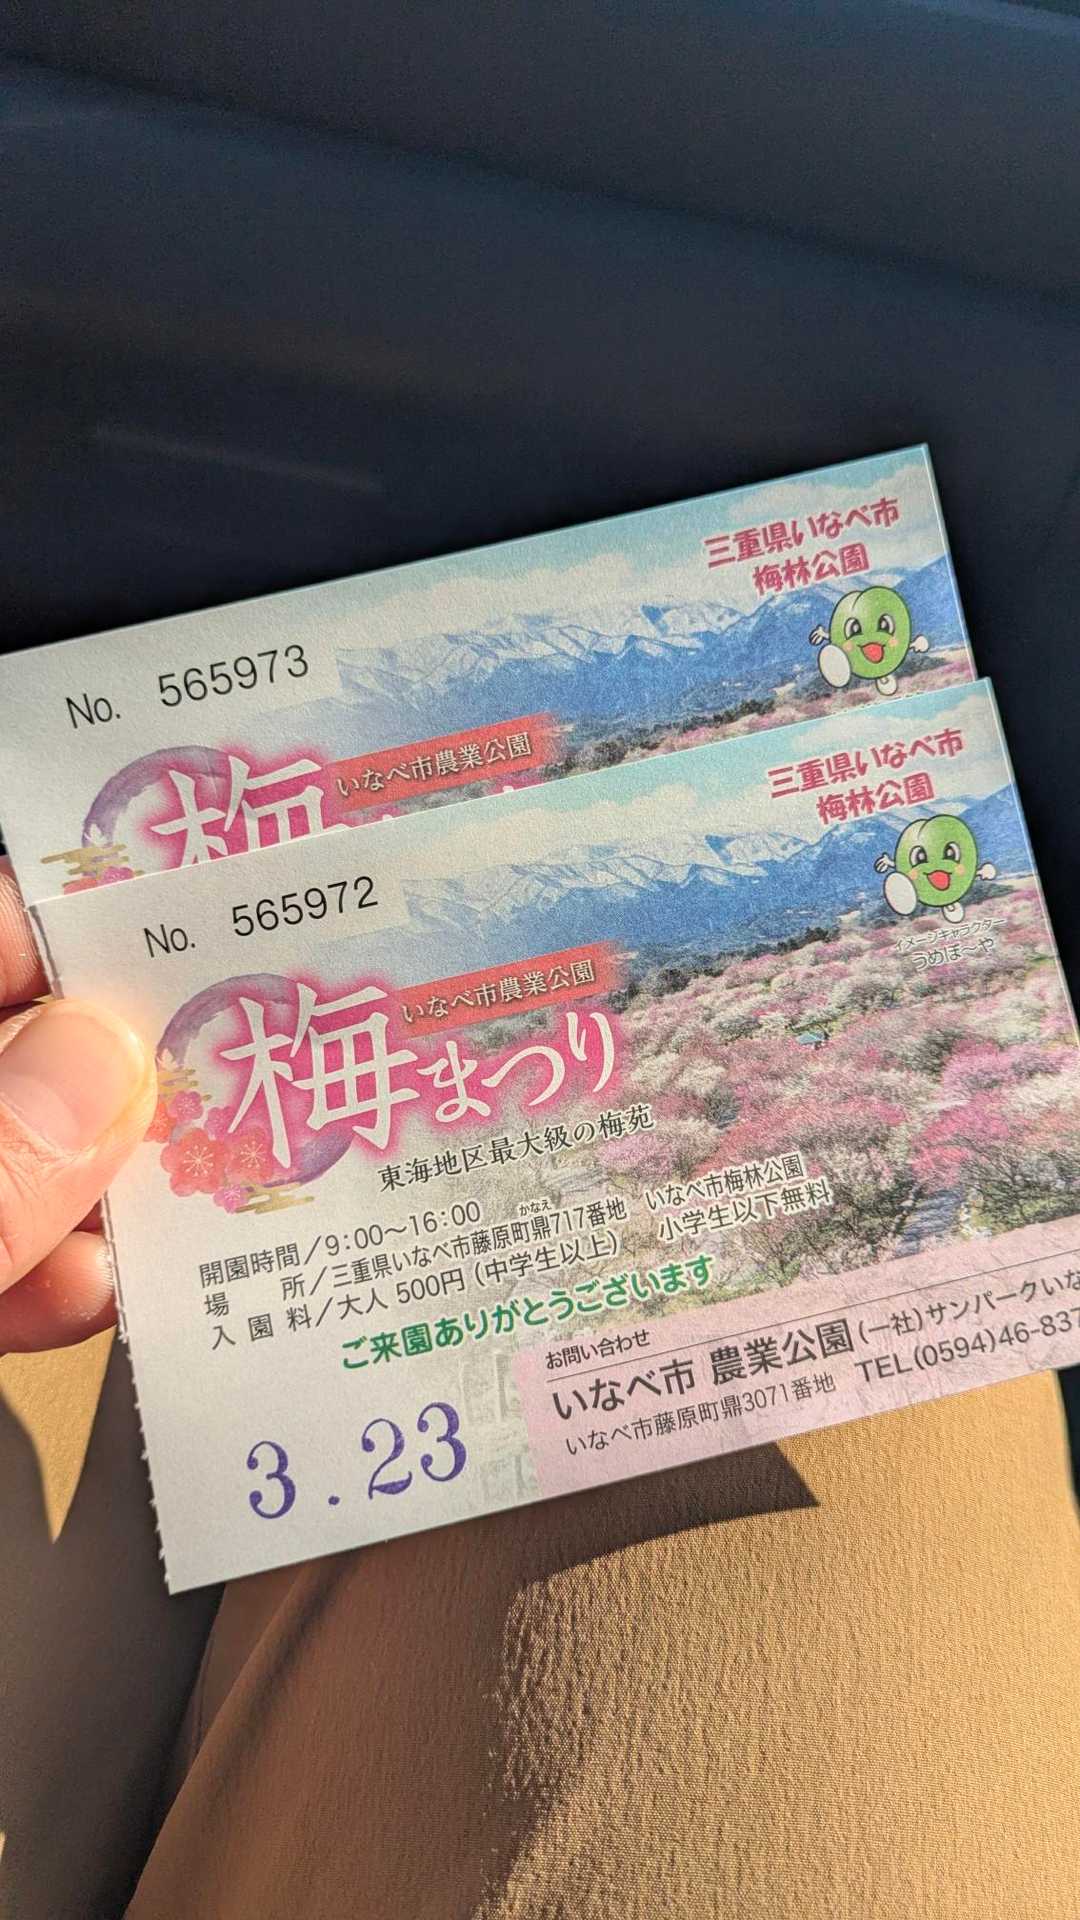 三重県いなべ市
梅林公園
No. 565973
いなべ市農業公園
梅
三重県いなべ市
梅林公園
No. 565972
イメージキャラクター
うめぼ～や
いなべ市農業公園
梅まつり
東海地区最大級の梅苑
開園時間/9:00～16:00
かなえ
場 所/三重県いなべ市藤原町鼎717番地 いなべ市梅林公園
入園料/大人 500円(中学生以上) 小学生以下無料
ご来園ありがとうございます
お問い合わせ
いなべ市 農業公園(一社)サンパークいな
いなべ市藤原町鼎3071番地 TEL(0594)46-837
3.23